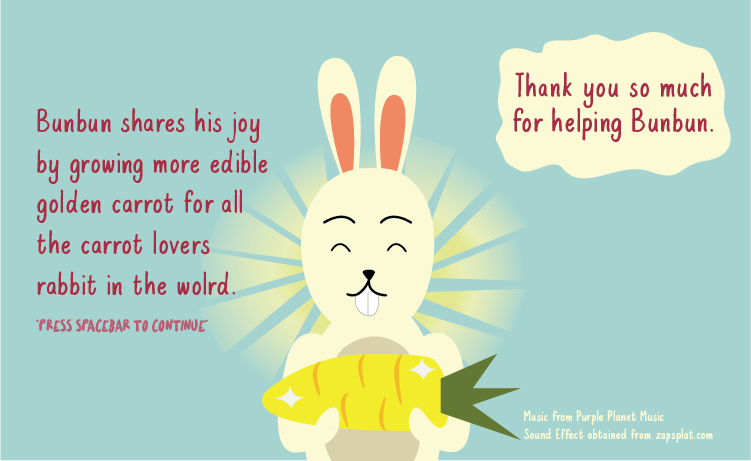 Bunbun shares his joy
by growing more edible
golden carrot for all
the carrot lovers
rabbit in the wolrd.
"PRESS SPACEBAR TO CONTINUE"
Thank you so much
for helping Bunbun.
Music from Purple Planet Music
Sound Effect obtained from zapsplat.com